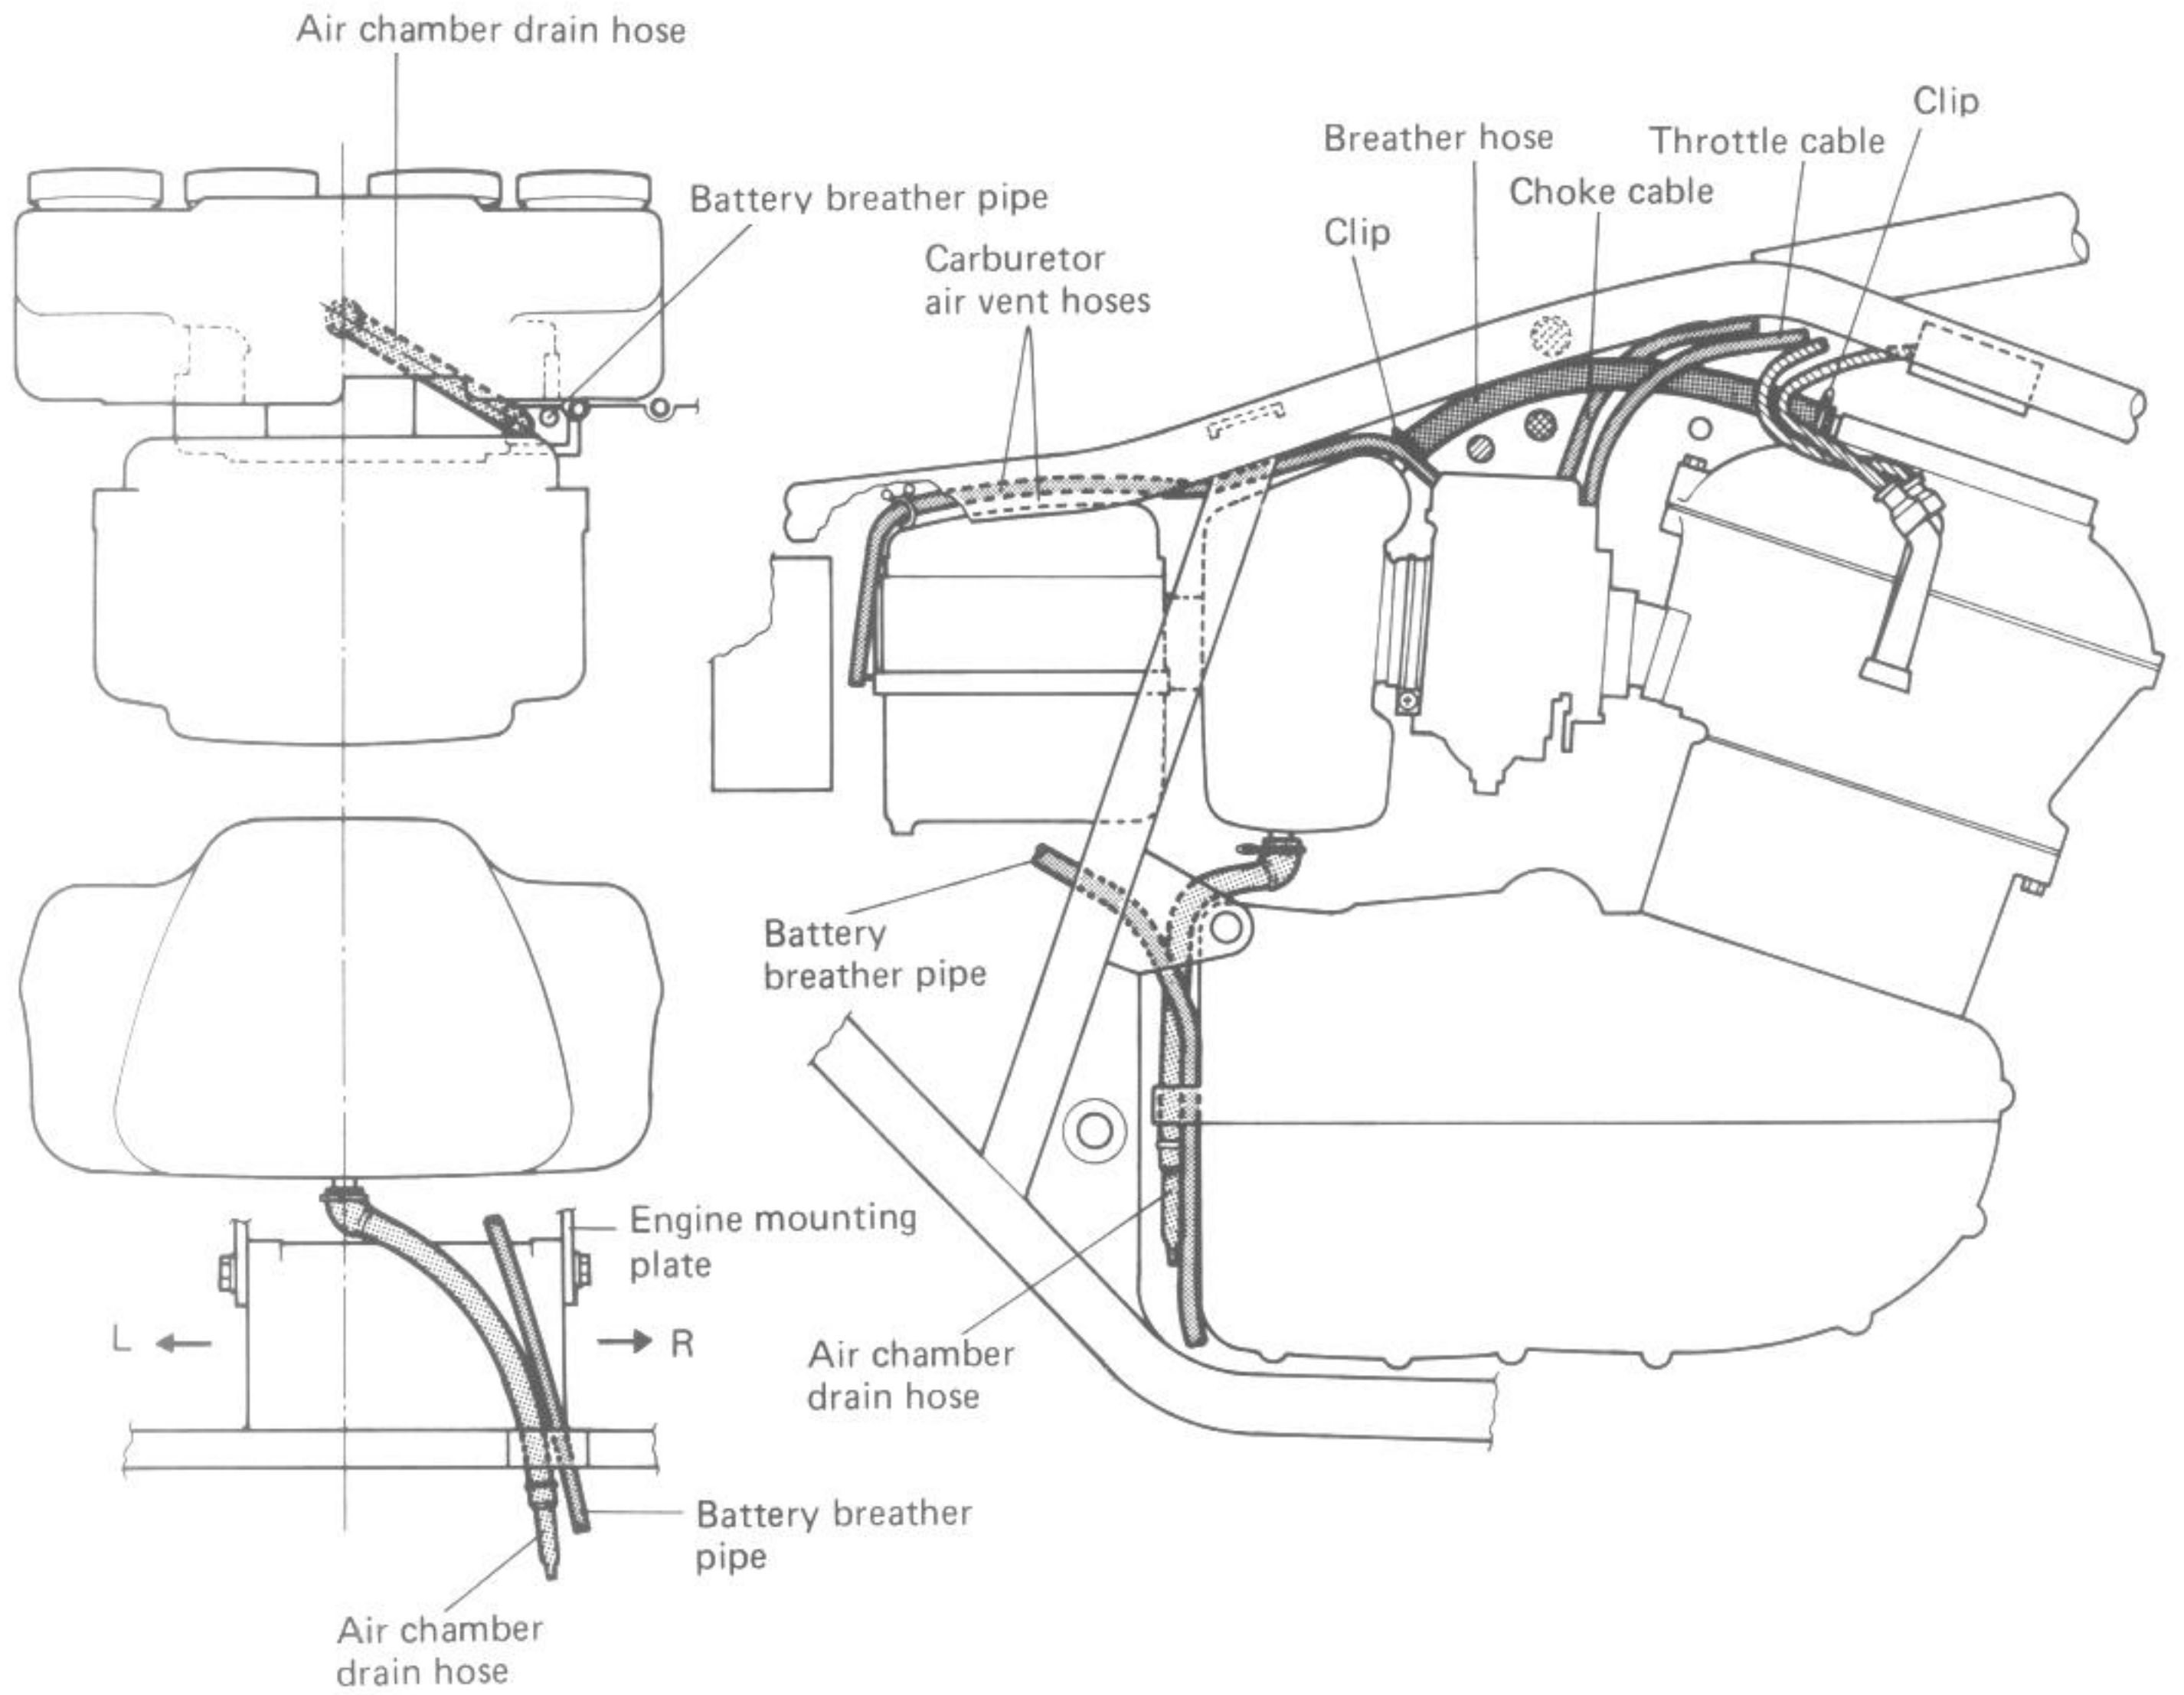 Air chamber drain hose
Battery breather pipe
Carburetor
air vent hoses
Clip
Breather hose
Choke cable
Throttle cable
Clip
Battery
breather pipe
Engine mounting
plate
L
R
Air chamber
drain hose
Battery breather
pipe
Air chamber
drain hose